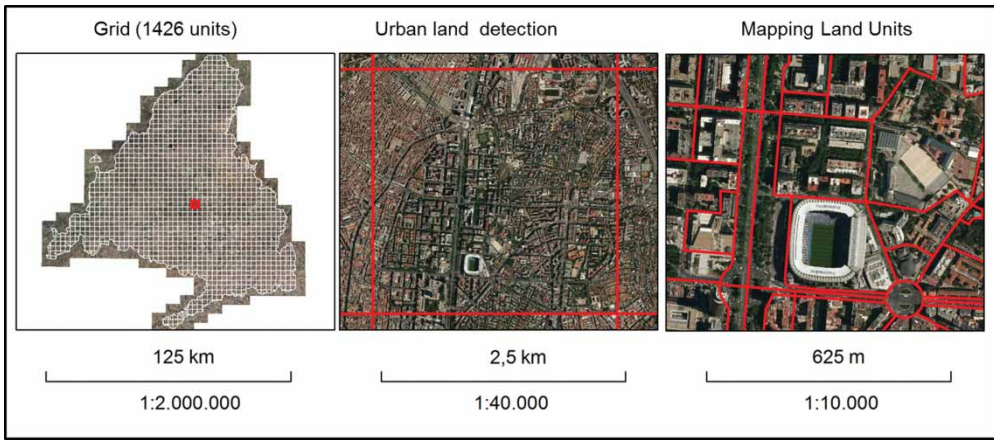 Grid (1426 units)
Urban land detection
Mapping Land Units
125 km
2,5 km
625 m
1:2.000.000
1:40.000
1:10.000